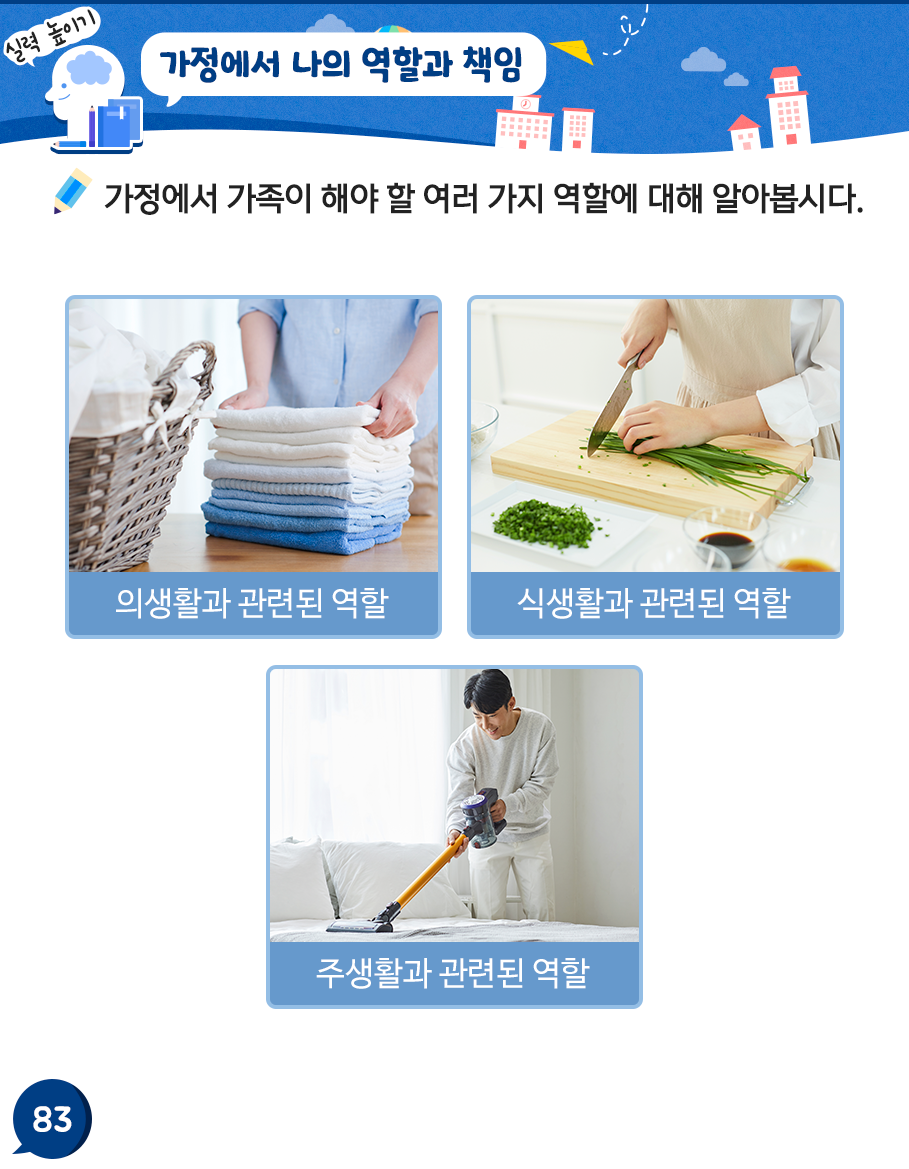 실력 높이기
가정에서 나의 역할과 책임
가정에서 가족이 해야 할 여러 가지 역할에 대해 알아봅시다.
의생활과 관련된 역할
식생활과 관련된 역할
주생활과 관련된 역할
83